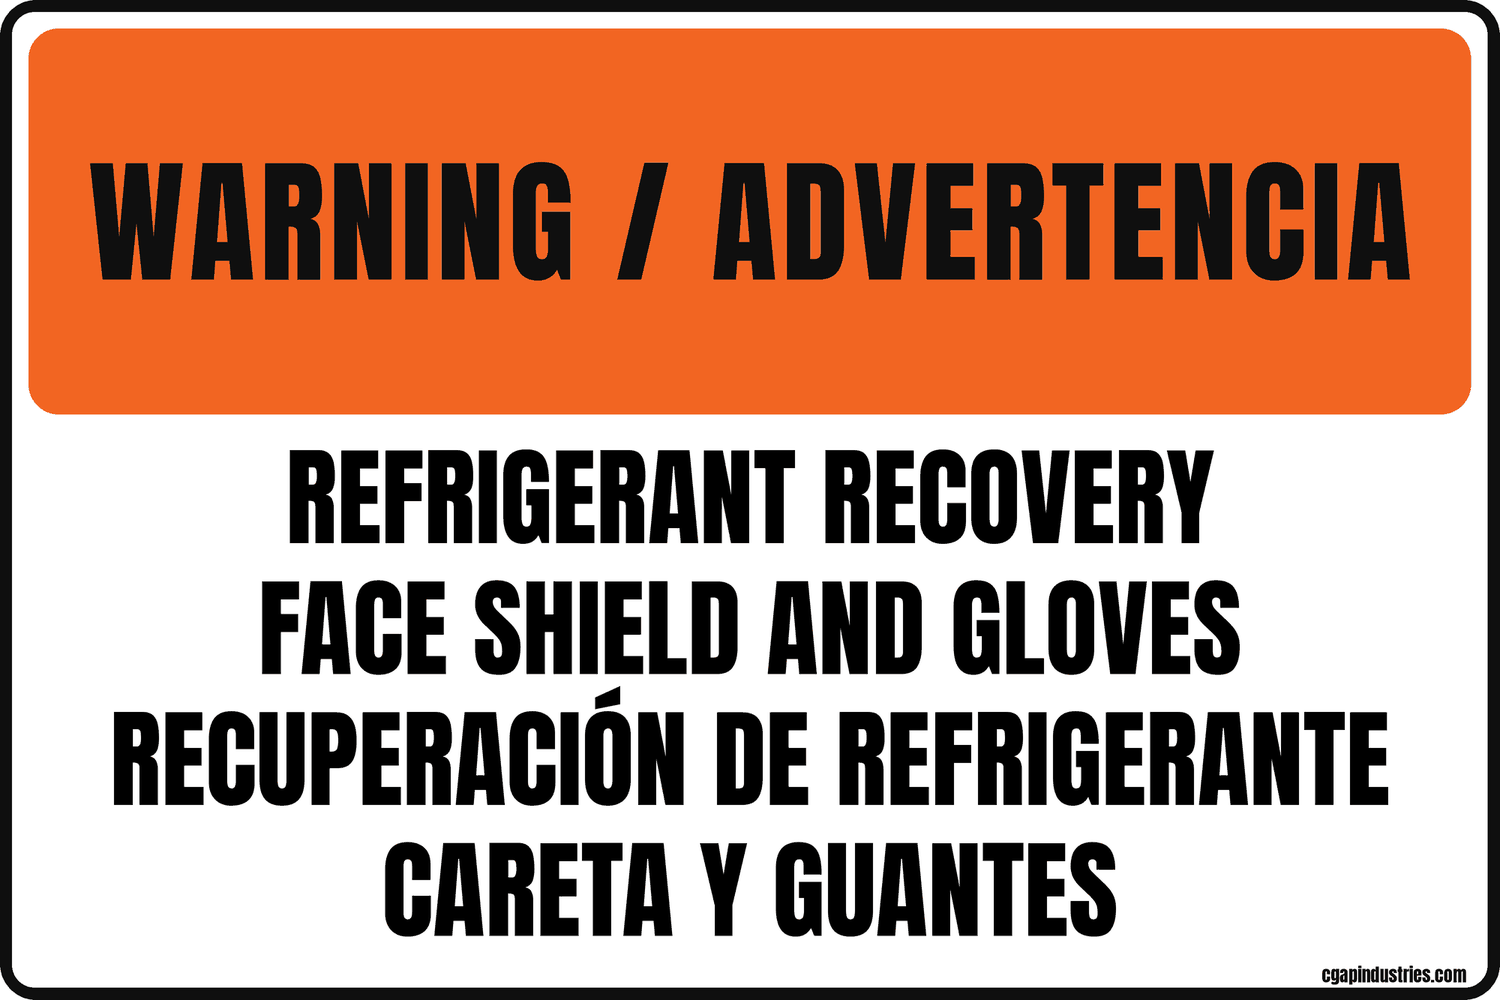 WARNING / ADVERTENCIA
REFRIGERANT RECOVERY
FACE SHIELD AND GLOVES
RECUPERACIÓN DE REFRIGERANTE
CARETA Y GUANTES
cgapindustries.com